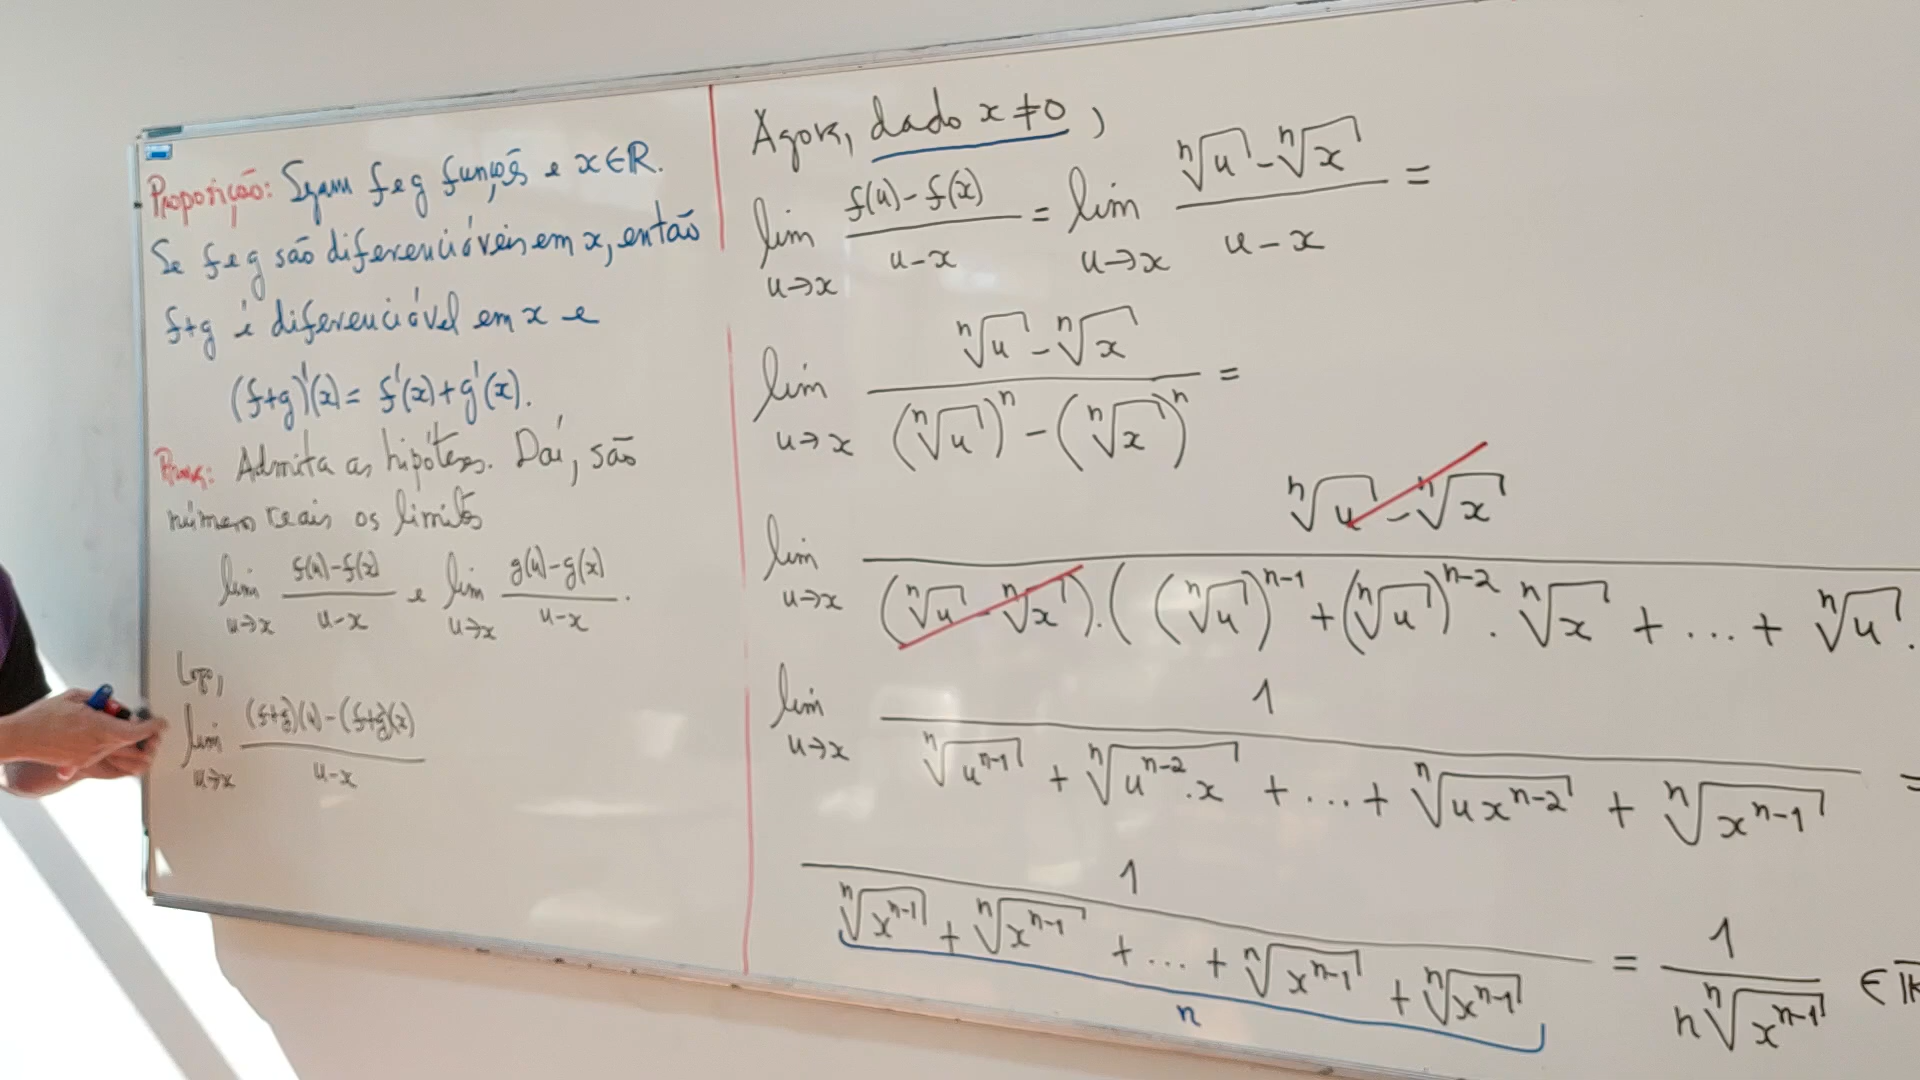 Proposição: Sejam f e g funções e x ∈ ℝ.
Se f e g são diferenciáveis em x, então
f+g é diferenciável em x e
(f+g)'(x) = f'(x) + g'(x).
Prova: Admita as hipóteses. Daí, são
números reais os limites
lim u→x (f(u)-f(x))/(u-x) e lim u→x (g(u)-g(x))/(u-x).
Logo,
lim u→x ((f+g)(u)-(f+g)(x))/(u-x)
Agora, dado x ≠ 0,
lim u→x (f(u)-f(x))/(u-x) = lim u→x (ⁿ√u - ⁿ√x)/(u-x) =
lim u→x (ⁿ√u - ⁿ√x)/((ⁿ√u)ⁿ - (ⁿ√x)ⁿ) =
lim u→x (ⁿ√u - ⁿ√x)/((ⁿ√u - ⁿ√x).((ⁿ√u)ⁿ⁻¹ + (ⁿ√u)ⁿ⁻² . ⁿ√x + ... + ⁿ√u .
lim u→x 1/(ⁿ√(uⁿ⁻¹) + ⁿ√(uⁿ⁻².x) + ... + ⁿ√(uxⁿ⁻²) + ⁿ√(xⁿ⁻¹)) =
1/(ⁿ√(xⁿ⁻¹) + ⁿ√(xⁿ⁻¹) + ... + ⁿ√(xⁿ⁻¹) + ⁿ√(xⁿ⁻¹)) = 1/(n ⁿ√(xⁿ⁻¹)) ∈ ℝ
n